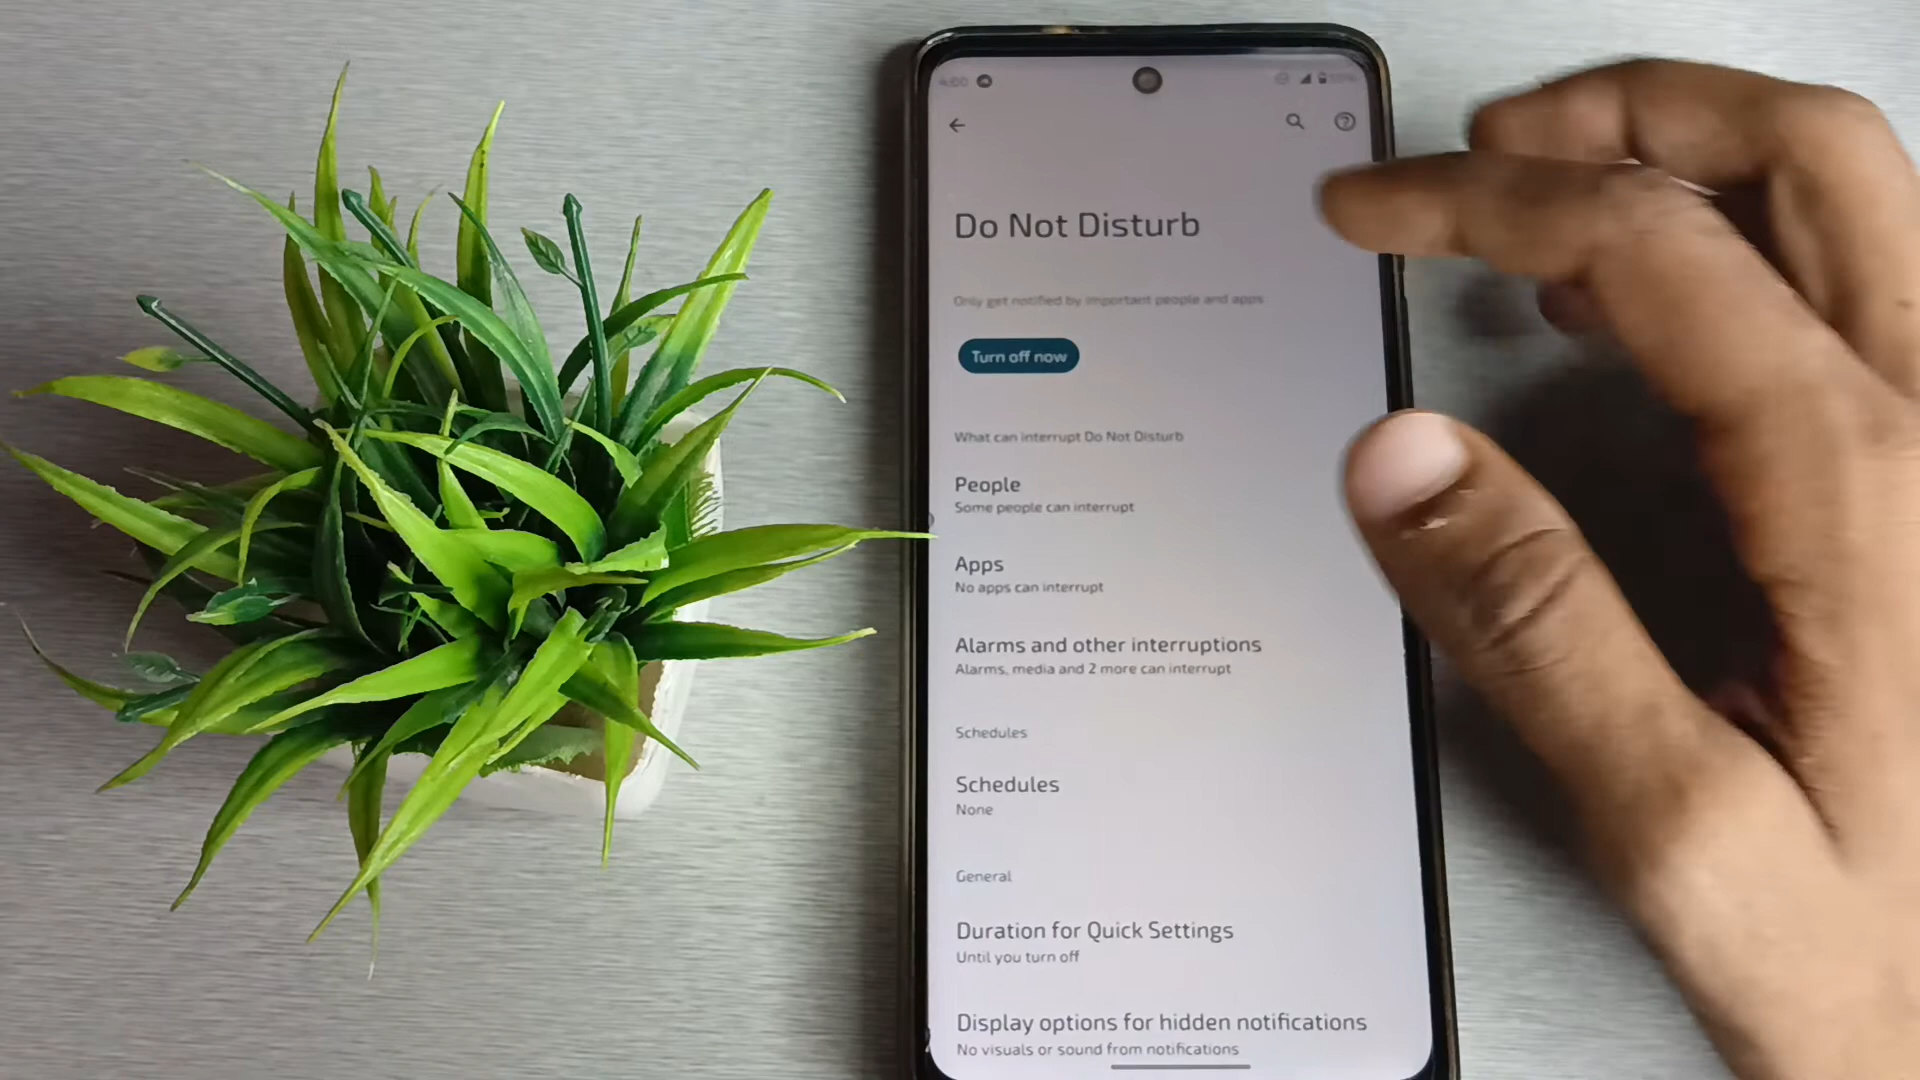 4:00
Do Not Disturb
Only get notified by important people and apps
Turn off now
What can interrupt Do Not Disturb
People
Some people can interrupt
Apps
No apps can interrupt
Alarms and other interruptions
Alarms, media and 2 more can interrupt
Schedules
Schedules
None
General
Duration for Quick Settings
Until you turn off
Display options for hidden notifications
No visuals or sound from notifications